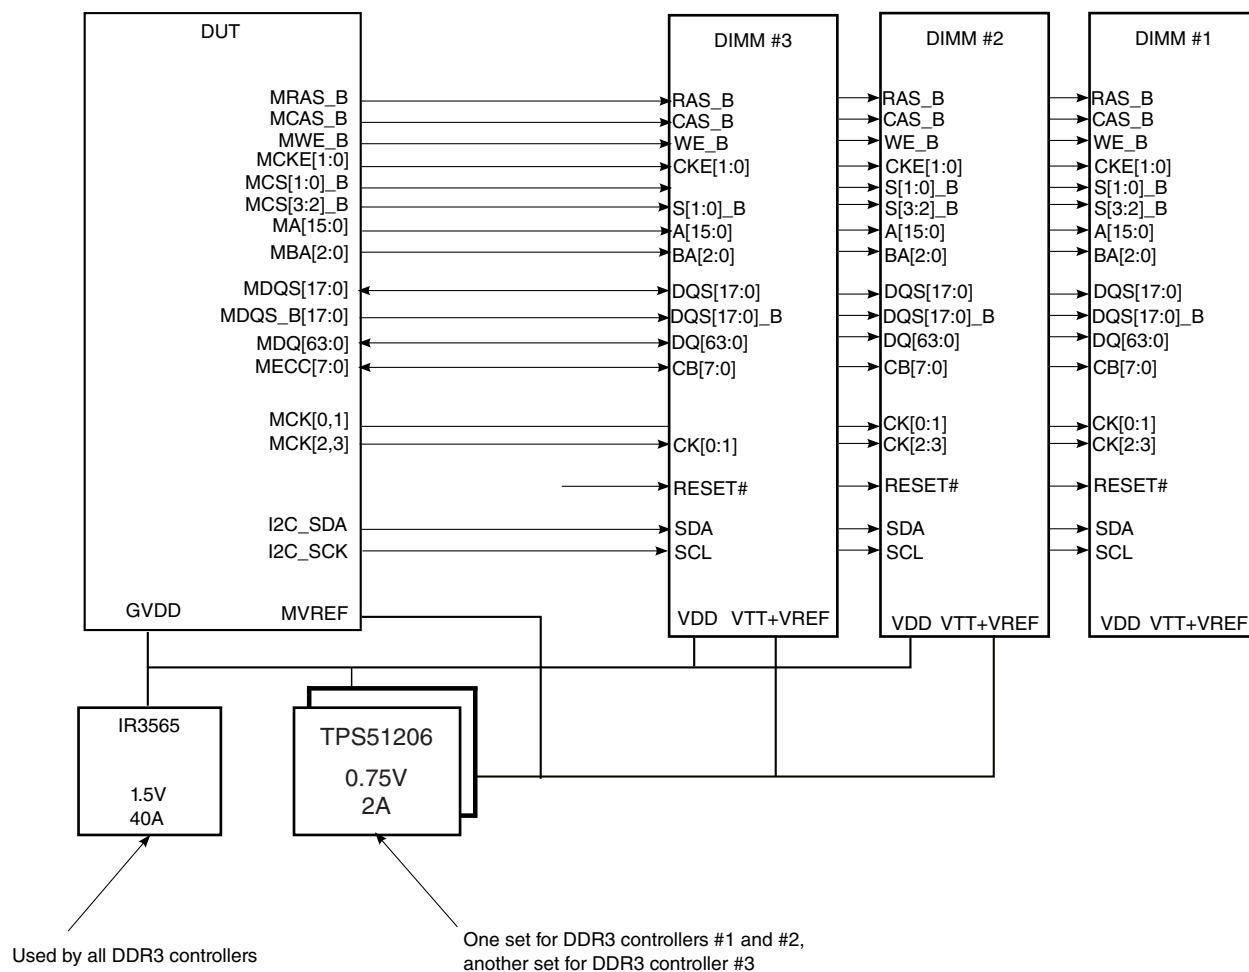 DUT
MRAS_B
MCAS_B
MWE_B
MCKE[1:0]
MCS[1:0]_B
MCS[3:2]_B
MA[15:0]
MBA[2:0]
MDQS[17:0]
MDQS_B[17:0]
MDQ[63:0]
MECC[7:0]
MCK[0,1]
MCK[2,3]
I2C_SDA
I2C_SCK
GVDD
MVREF
DIMM #3
RAS_B
CAS_B
WE_B
CKE[1:0]
S[1:0]_B
A[15:0]
BA[2:0]
DQS[17:0]
DQS[17:0]_B
DQ[63:0]
CB[7:0]
CK[0:1]
RESET#
SDA
SCL
VDD VTT+VREF
DIMM #2
RAS_B
CAS_B
WE_B
CKE[1:0]
S[1:0]_B
S[3:2]_B
A[15:0]
BA[2:0]
DQS[17:0]
DQS[17:0]_B
DQ[63:0]
CB[7:0]
CK[0:1]
CK[2:3]
RESET#
SDA
SCL
VDD VTT+VREF
DIMM #1
RAS_B
CAS_B
WE_B
CKE[1:0]
S[1:0]_B
S[3:2]_B
A[15:0]
BA[2:0]
DQS[17:0]
DQS[17:0]_B
DQ[63:0]
CB[7:0]
CK[0:1]
CK[2:3]
RESET#
SDA
SCL
VDD VTT+VREF
IR3565
1.5V
40A
TPS51206
0.75V
2A
Used by all DDR3 controllers
One set for DDR3 controllers #1 and #2,
another set for DDR3 controller #3